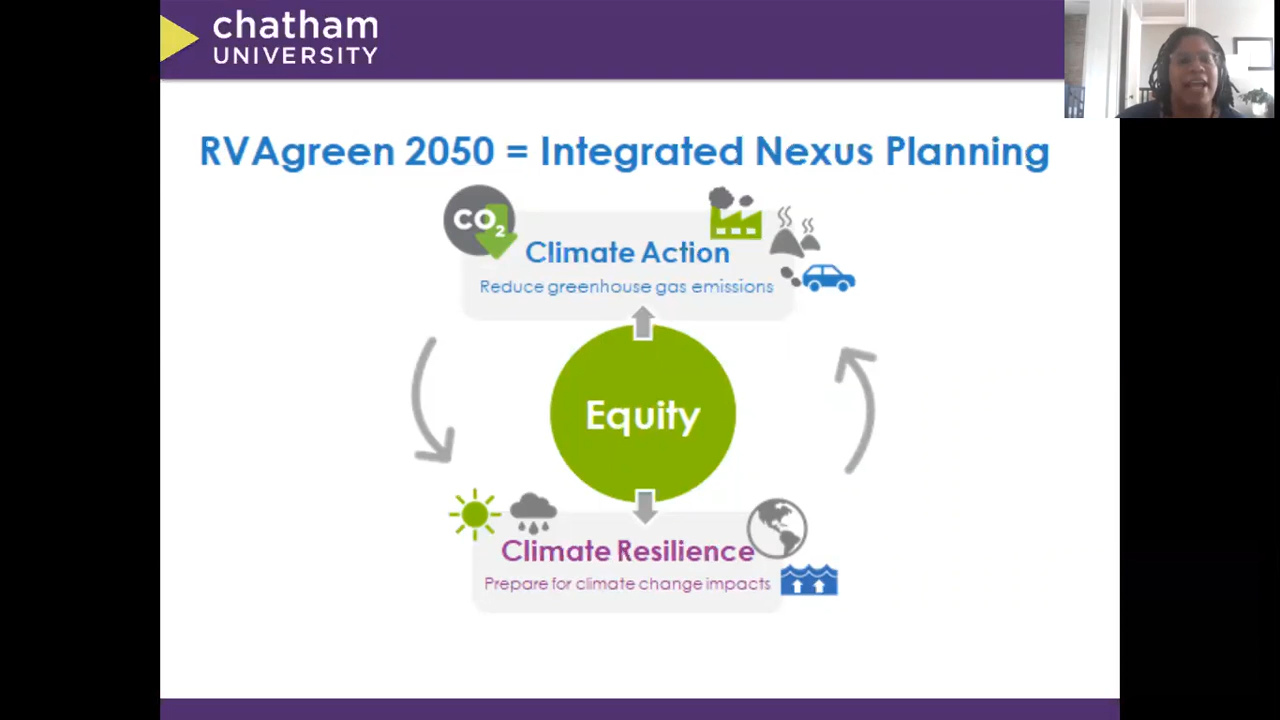 chatham
UNIVERSITY
RVAgreen 2050 = Integrated Nexus Planning
CO2
Climate Action
Reduce greenhouse gas emissions
Equity
Climate Resilience
Prepare for climate change impacts